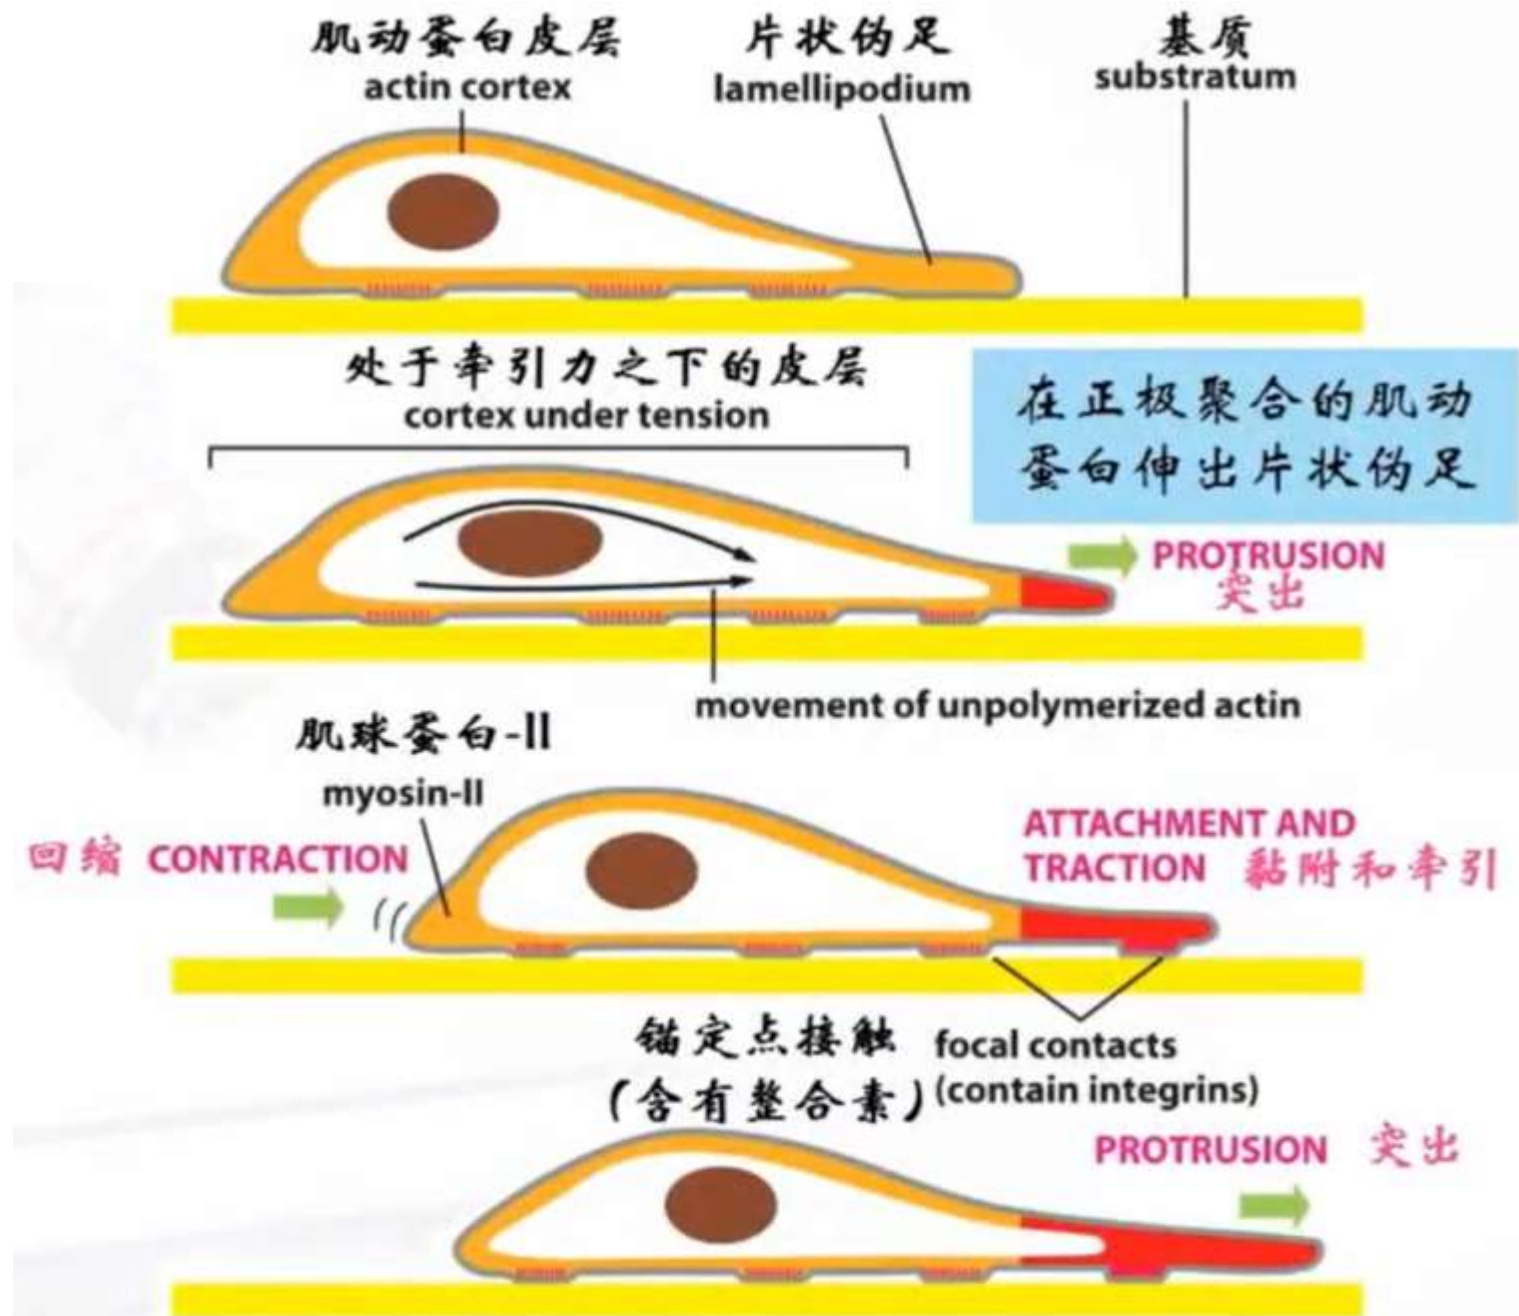 肌动蛋白皮层
actin cortex
片状伪足
lamellipodium
基质
substratum
处于牵引力之下的皮层
cortex under tension
在正极聚合的肌动
蛋白伸出片状伪足
PROTRUSION
突出
movement of unpolymerized actin
肌球蛋白-II
myosin-II
回缩 CONTRACTION
ATTACHMENT AND
TRACTION 黏附和牵引
锚定点接触
(含有整合素)
focal contacts
(contain integrins)
PROTRUSION 突出